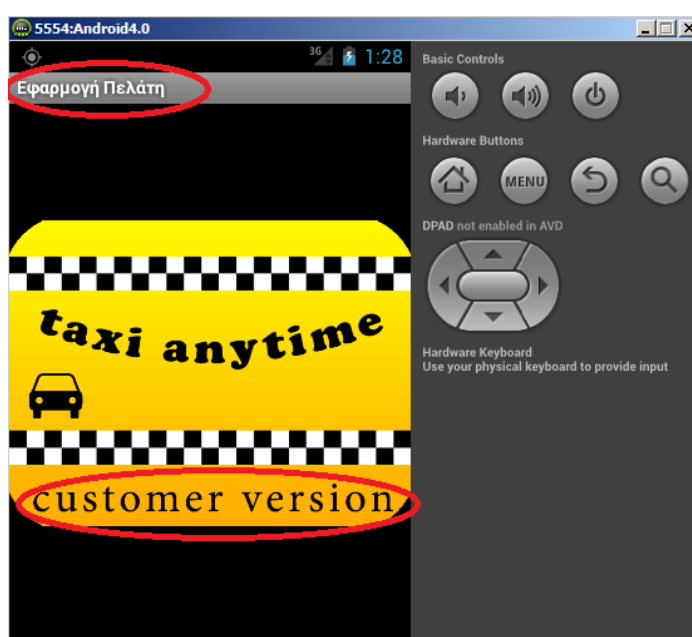 5554:Android4.0
3G 1:28
Εφαρμογή Πελάτη
taxi anytime
customer version
Basic Controls
Hardware Buttons
MENU
DPAD not enabled in AVD
Hardware Keyboard
Use your physical keyboard to provide input